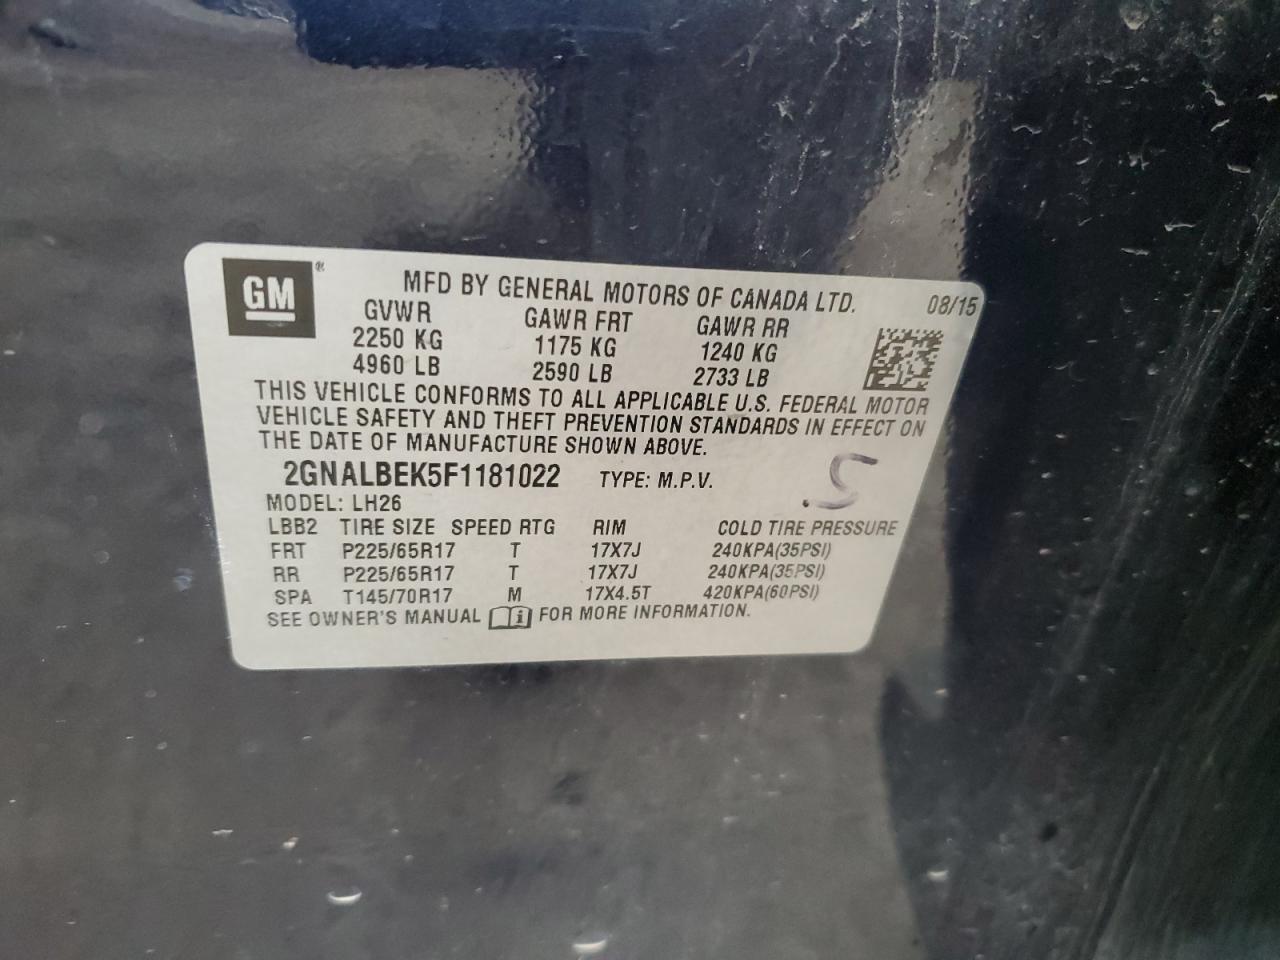 GM ® MFD BY GENERAL MOTORS OF CANADA LTD. 08/15
GVWR GAWR FRT GAWR RR
2250 KG 1175 KG 1240 KG
4960 LB 2590 LB 2733 LB
THIS VEHICLE CONFORMS TO ALL APPLICABLE U.S. FEDERAL MOTOR
VEHICLE SAFETY AND THEFT PREVENTION STANDARDS IN EFFECT ON
THE DATE OF MANUFACTURE SHOWN ABOVE.
2GNALBEK5F1181022 TYPE: M.P.V.
MODEL: LH26
LBB2 TIRE SIZE SPEED RTG RIM COLD TIRE PRESSURE
FRT P225/65R17 T 17X7J 240KPA(35PSI)
RR P225/65R17 T 17X7J 240KPA(35PSI)
SPA T145/70R17 M 17X4.5T 420KPA(60PSI)
SEE OWNER'S MANUAL i FOR MORE INFORMATION.